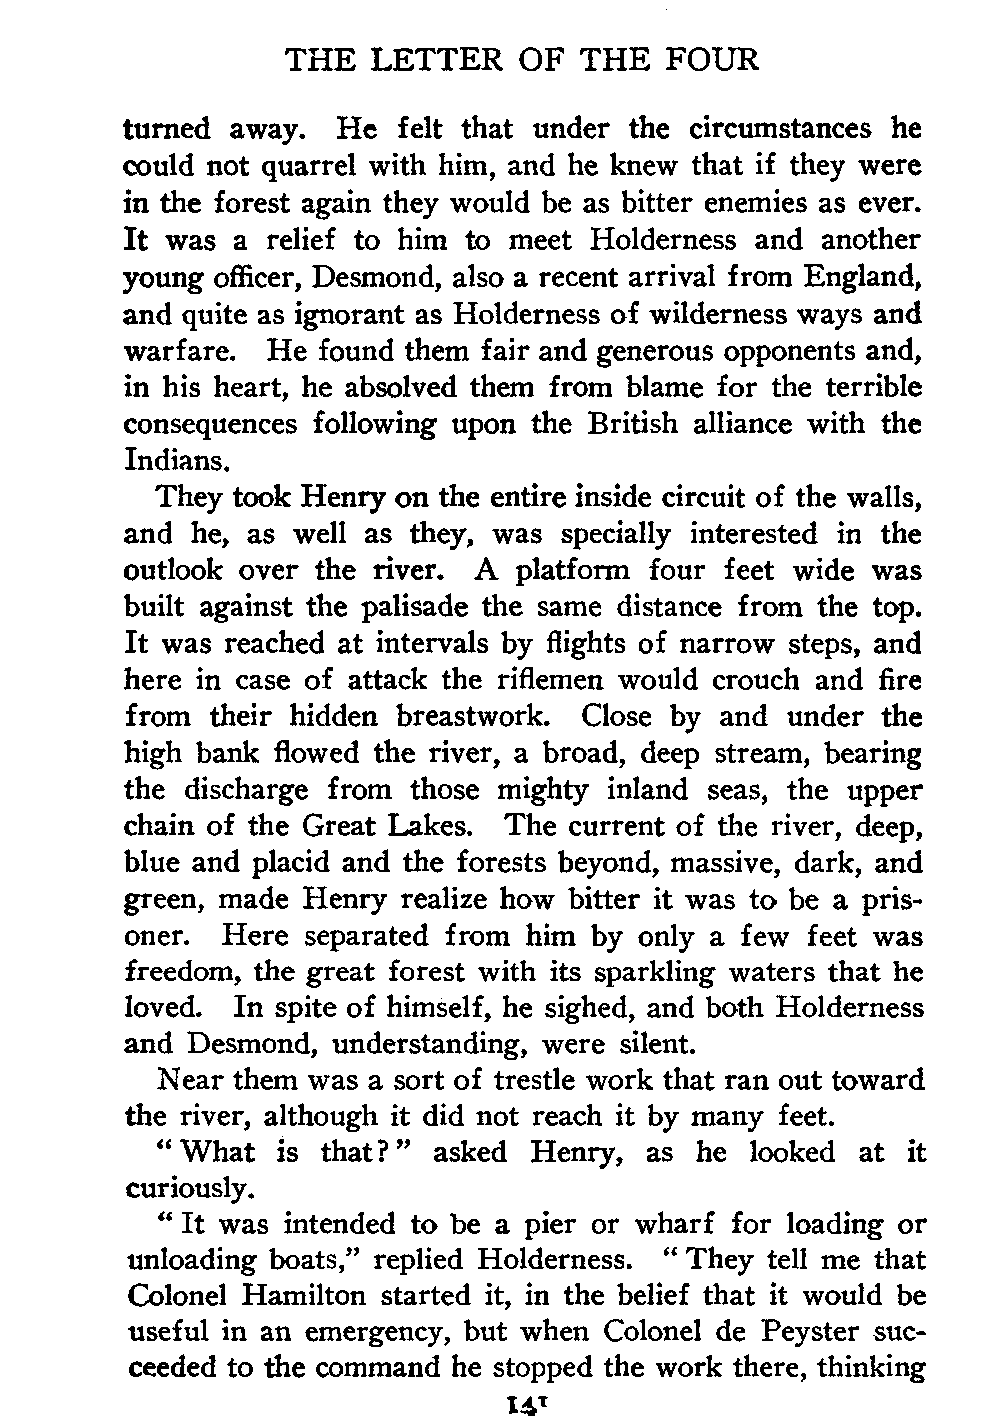 THE LETTER OF THE FOUR
turned away. He felt that under the circumstances he
could not quarrel with him, and he knew that if they were
in the forest again they would be as bitter enemies as ever.
It was a relief to him to meet Holderness and another
young officer, Desmond, also a recent arrival from England,
and quite as ignorant as Holderness of wilderness ways and
warfare. He found them fair and generous opponents and,
in his heart, he absolved them from blame for the terrible
consequences following upon the British alliance with the
Indians.
They took Henry on the entire inside circuit of the walls,
and he, as well as they, was specially interested in the
outlook over the river. A platform four feet wide was
built against the palisade the same distance from the top.
It was reached at intervals by flights of narrow steps, and
here in case of attack the riflemen would crouch and fire
from their hidden breastwork. Close by and under the
high bank flowed the river, a broad, deep stream, bearing
the discharge from those mighty inland seas, the upper
chain of the Great Lakes. The current of the river, deep,
blue and placid and the forests beyond, massive, dark, and
green, made Henry realize how bitter it was to be a pris-
oner. Here separated from him by only a few feet was
freedom, the great forest with its sparkling waters that he
loved. In spite of himself, he sighed, and both Holderness
and Desmond, understanding, were silent.
Near them was a sort of trestle work that ran out toward
the river, although it did not reach it by many feet.
“ What is that? ” asked Henry, as he looked at it
curiously.
“ It was intended to be a pier or wharf for loading or
unloading boats,” replied Holderness. “ They tell me that
Colonel Hamilton started it, in the belief that it would be
useful in an emergency, but when Colonel de Peyster suc-
ceeded to the command he stopped the work there, thinking
141